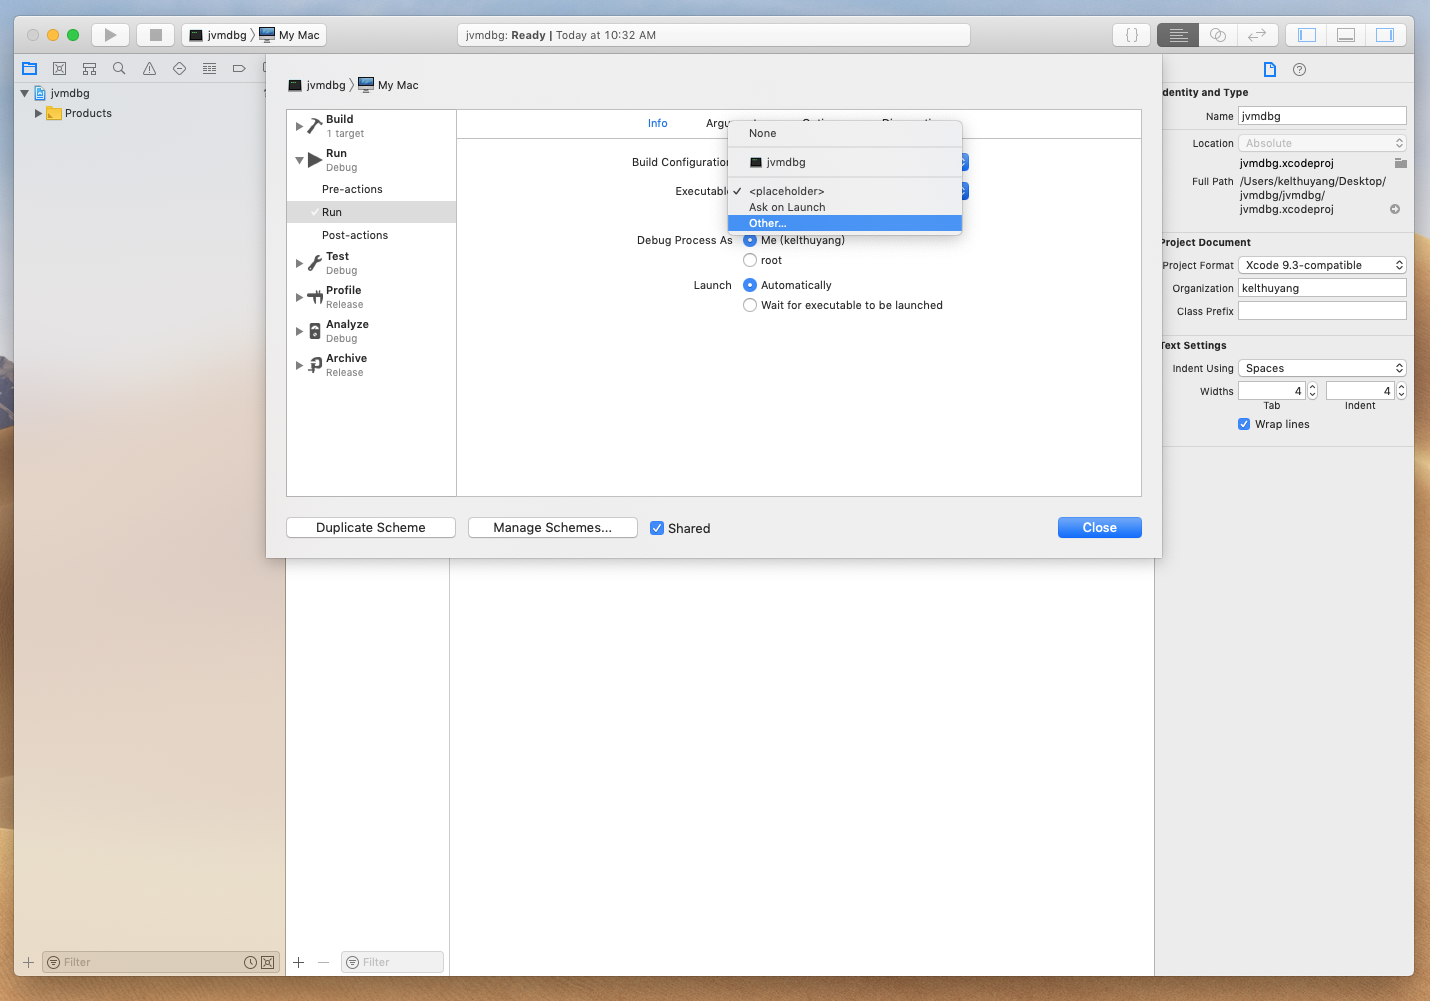 jvmdbg
My Mac
jvmdbg: Ready | Today at 10:32 AM
jvmdbg
Products
jvmdbg
My Mac
Build
1 target
Run
Debug
Pre-actions
Run
Post-actions
Test
Debug
Profile
Release
Analyze
Debug
Archive
Release
Info
Build Configuration
Executable
None
jvmdbg
<placeholder>
Ask on Launch
Other...
Debug Process As
Me (kelthuyang)
root
Launch
Automatically
Wait for executable to be launched
Duplicate Scheme
Manage Schemes...
Shared
Close
Identity and Type
Name
jvmdbg
Location
Absolute
jvmdbg.xcodeproj
Full Path
/Users/kelthuyang/Desktop/
jvmdbg/jvmdbg/
jvmdbg.xcodeproj
Project Document
Project Format
Xcode 9.3-compatible
Organization
kelthuyang
Class Prefix
Text Settings
Indent Using
Spaces
Widths
4
4
Tab
Indent
Wrap lines
Filter
Filter